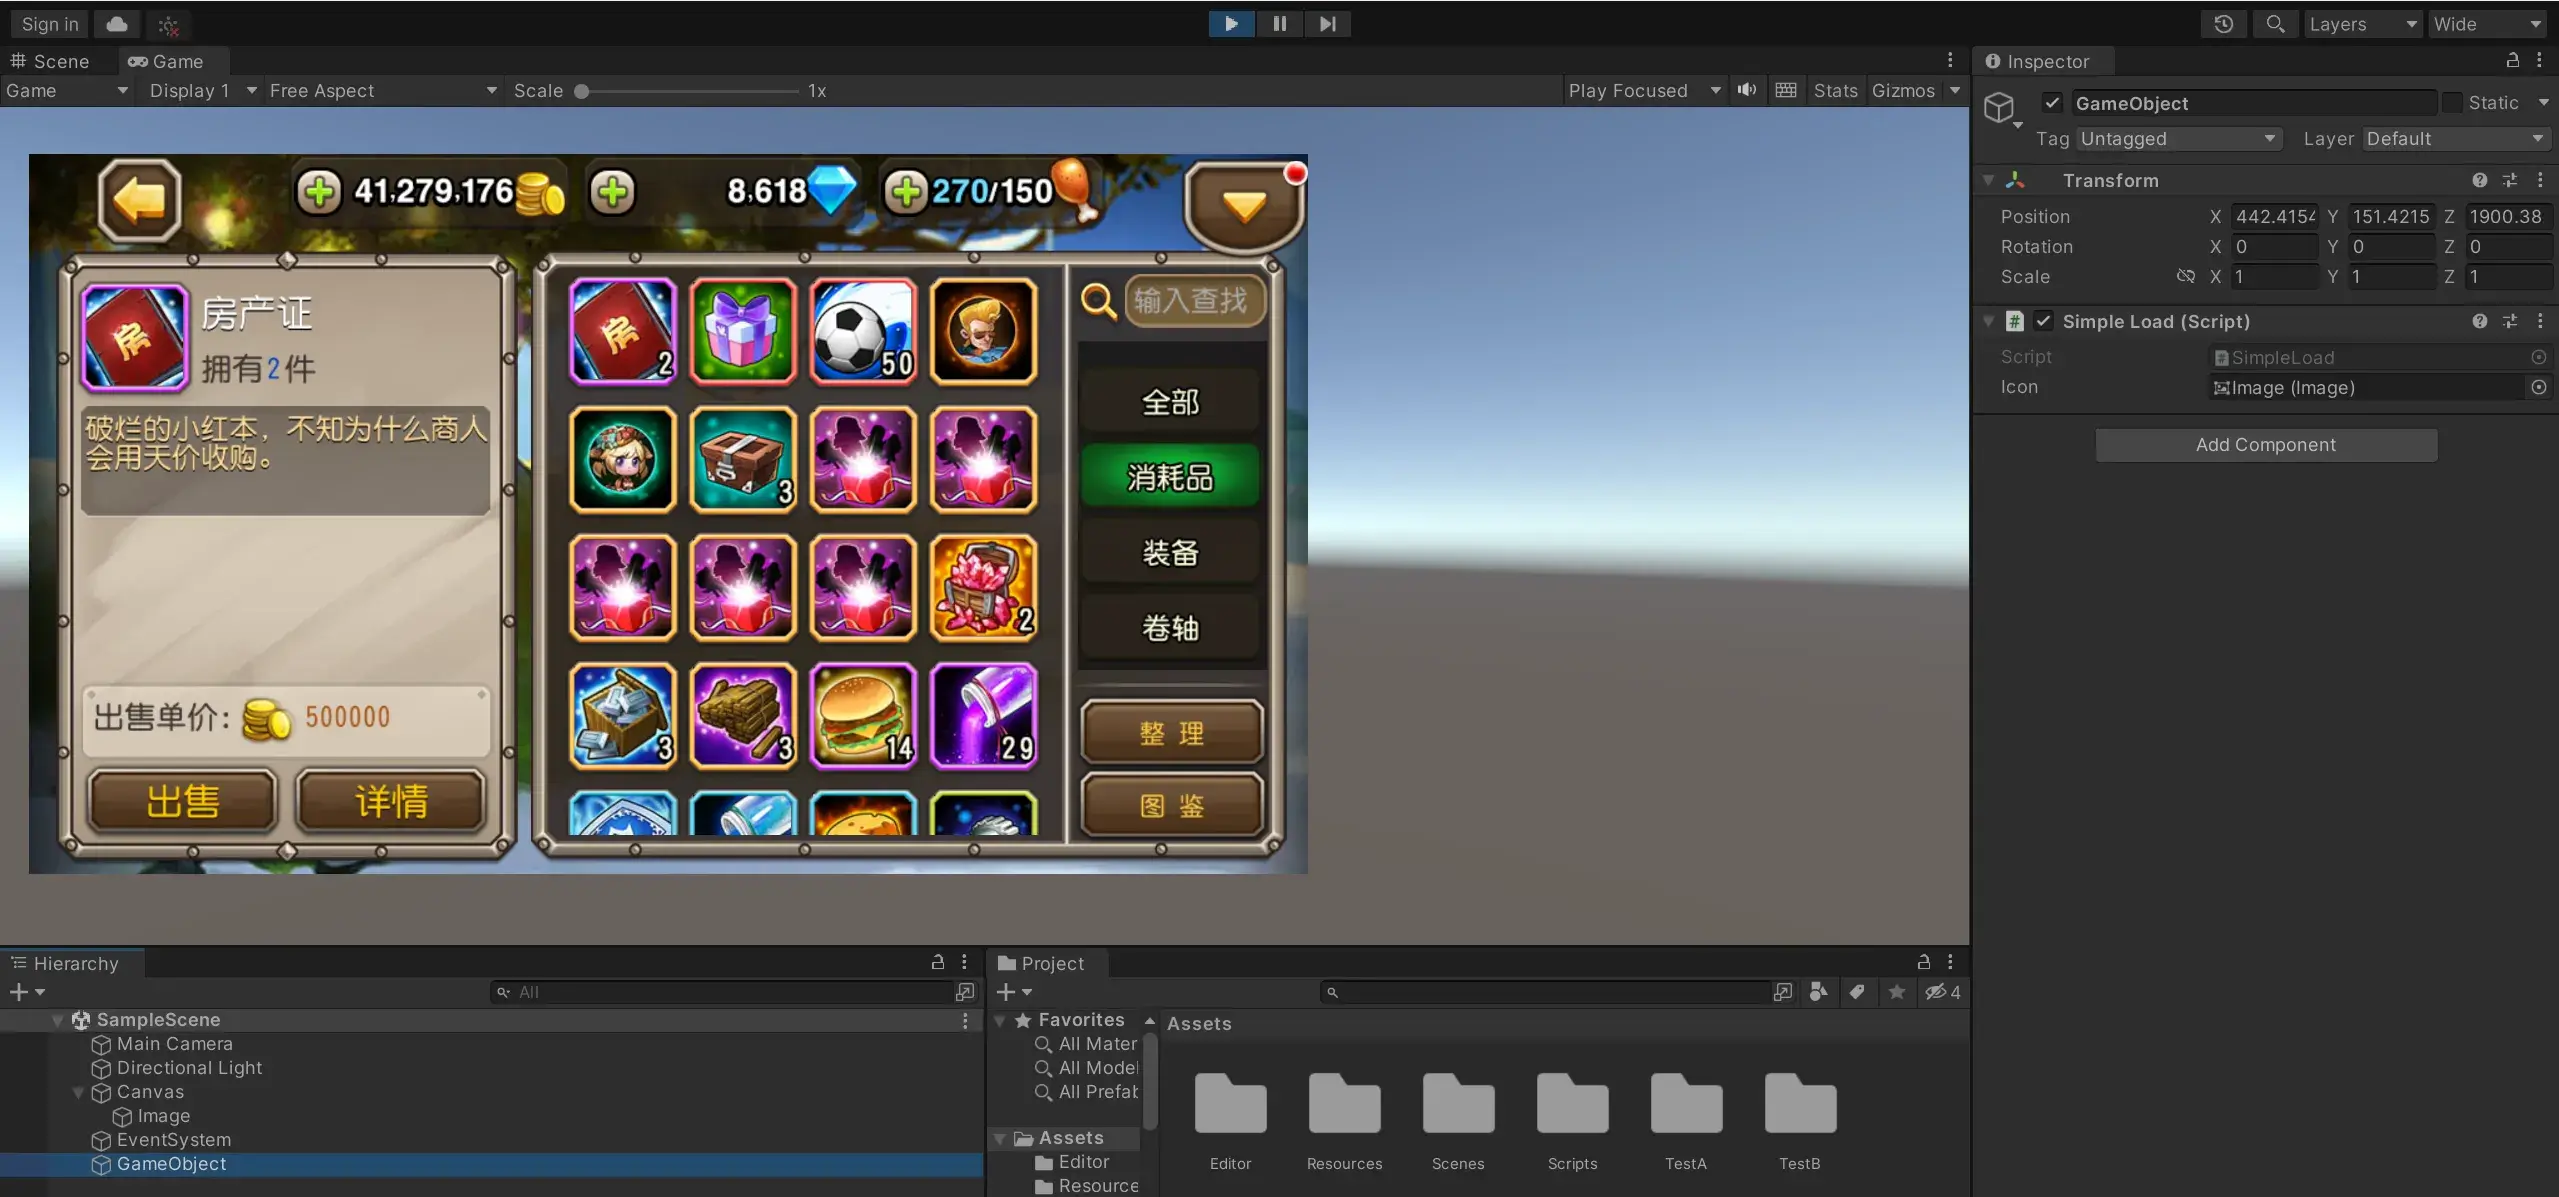 Sign in
Layers
Wide
Scene
Game
Game
Display 1
Free Aspect
Scale
1x
Play Focused
Stats
Gizmos
41,279,176
8,618
270/150
房
房产证
拥有2件
破烂的小红本，不知为什么商人
会用天价收购。
出售单价：
500000
出售
详情
房
2
50
3
2
3
3
14
29
输入查找
全部
消耗品
装备
卷轴
整 理
图 鉴
Inspector
GameObject
Static
Tag Untagged
Layer Default
Transform
Position X 442.4154 Y 151.4215 Z 1900.38
Rotation X 0 Y 0 Z 0
Scale X 1 Y 1 Z 1
# Simple Load (Script)
Script
SimpleLoad
Icon
Image (Image)
Add Component
Hierarchy
All
SampleScene
Main Camera
Directional Light
Canvas
Image
EventSystem
GameObject
Project
4
Favorites
All Mater
All Model
All Prefab
Assets
Editor
Resource
Assets
Editor
Resources
Scenes
Scripts
TestA
TestB